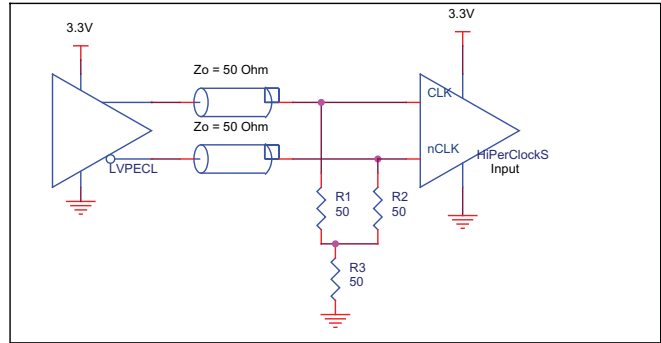 3.3V
3.3V
Zo = 50 Ohm
CLK
Zo = 50 Ohm
nCLK
LVPECL
HiPerClockS
Input
R1
50
R2
50
R3
50